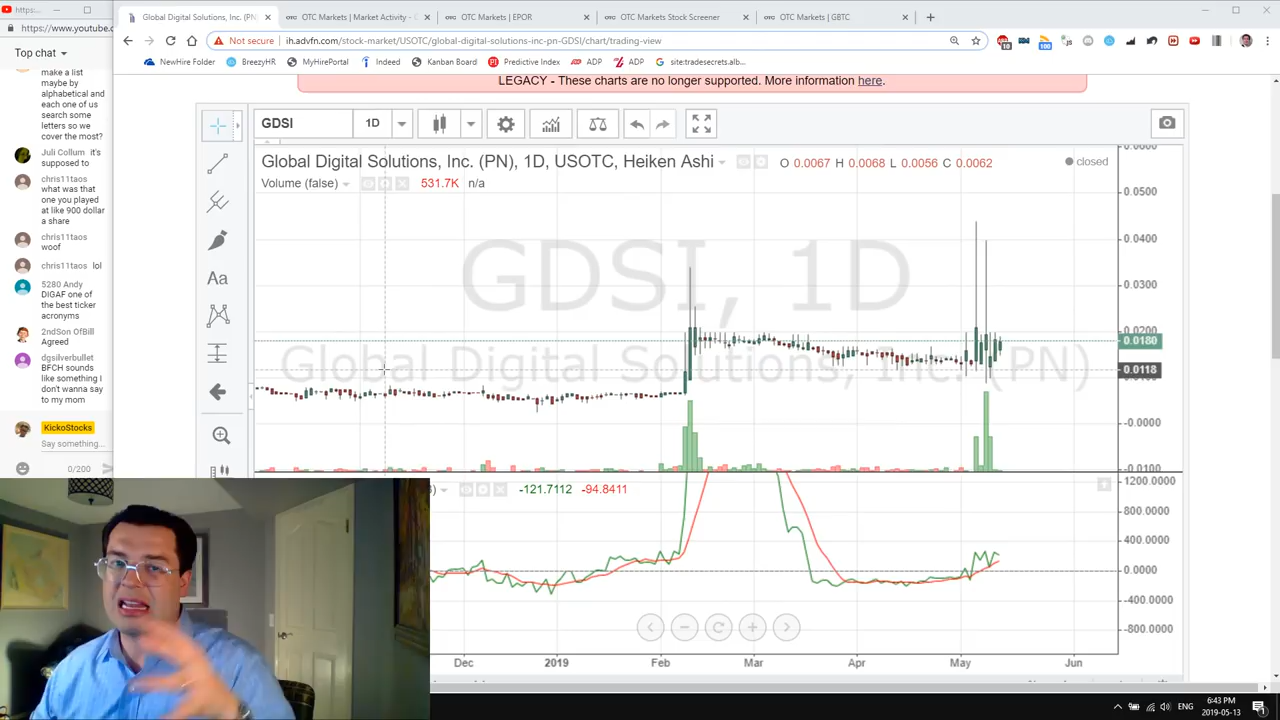 https:
https://www.youtube.c
Top chat
make a list
maybe by
alphabetical and
each one of us
search some
letters so we
cover the most?
Juli Collum it's
supposed to
chris11taos
what was that
one you played
at like 900 dollar
a share
chris11taos
woof
chris11taos lol
5280 Andy
DIGAF one of
the best ticker
acronyms
2ndSon OfBill
Agreed
dgsilverbullet
BFCH sounds
like something I
don't wanna say
to my mom
KickoStocks
Say something...
0/200
Global Digital Solutions, Inc. (PN
OTC Markets | Market Activity -
OTC Markets | EPOR
OTC Markets Stock Screener
OTC Markets | GBTC
Not secure
ih.advfn.com/stock-market/USOTC/global-digital-solutions-inc-pn-GDSI/chart/trading-view
NewHire Folder
BreezyHR
MyHirePortal
Indeed
Kanban Board
Predictive Index
ADP
ADP
site:tradesecrets.alb...
LEGACY - These charts are no longer supported. More information here.
GDSI
1D
Global Digital Solutions, Inc. (PN), 1D, USOTC, Heiken Ashi
O 0.0067 H 0.0068 L 0.0056 C 0.0062
closed
Volume (false)
531.7K n/a
GDSI, 1D
Global Digital Solutions, Inc. (PN)
Aa
0.0500
0.0400
0.0300
0.0200
0.0180
0.0118
-0.0000
-0.0100
-121.7112 -94.8411
1200.0000
800.0000
400.0000
0.0000
-400.0000
-800.0000
Dec
2019
Feb
Mar
Apr
May
Jun
ENG
6:43 PM
2019-05-13